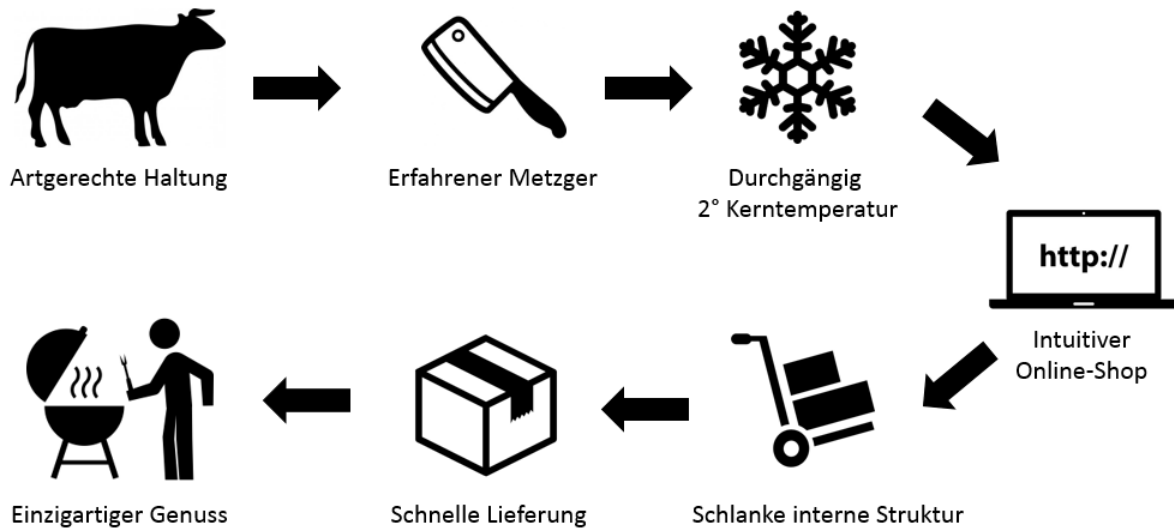 Artgerechte Haltung
Erfahrener Metzger
Durchgängig
2° Kerntemperatur
http://
Intuitiver
Online-Shop
Schlanke interne Struktur
Schnelle Lieferung
Einzigartiger Genuss